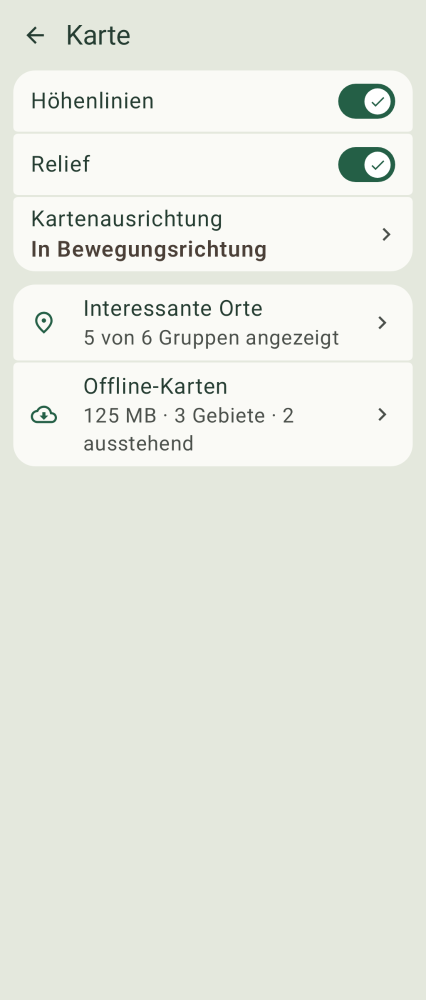 Karte
Höhenlinien
Relief
Kartenausrichtung
In Bewegungsrichtung
Interessante Orte
5 von 6 Gruppen angezeigt
Offline-Karten
125 MB · 3 Gebiete · 2
ausstehend